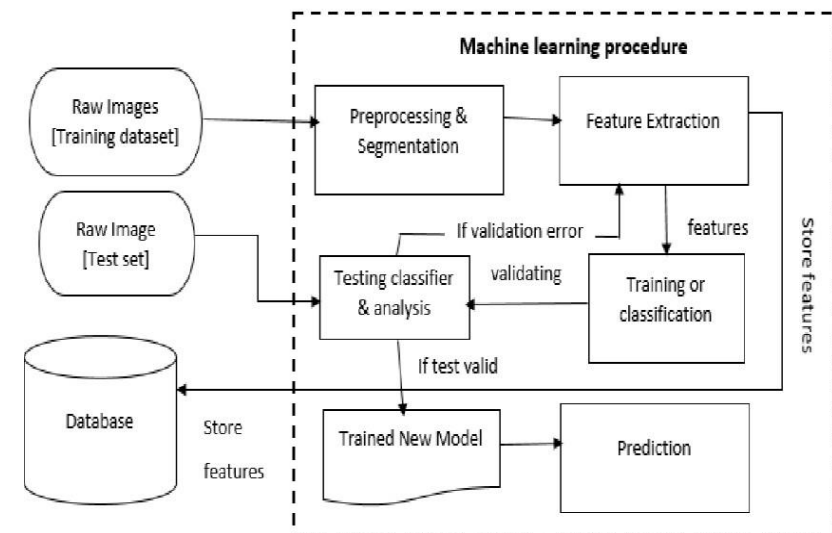 Machine learning procedure
Raw Images
[Training dataset]
Preprocessing &
Segmentation
Feature Extraction
Raw Image
[Test set]
If validation error
features
Store features
Testing classifier
& analysis
validating
Training or
classification
If test valid
Database
Store
features
Trained New Model
Prediction